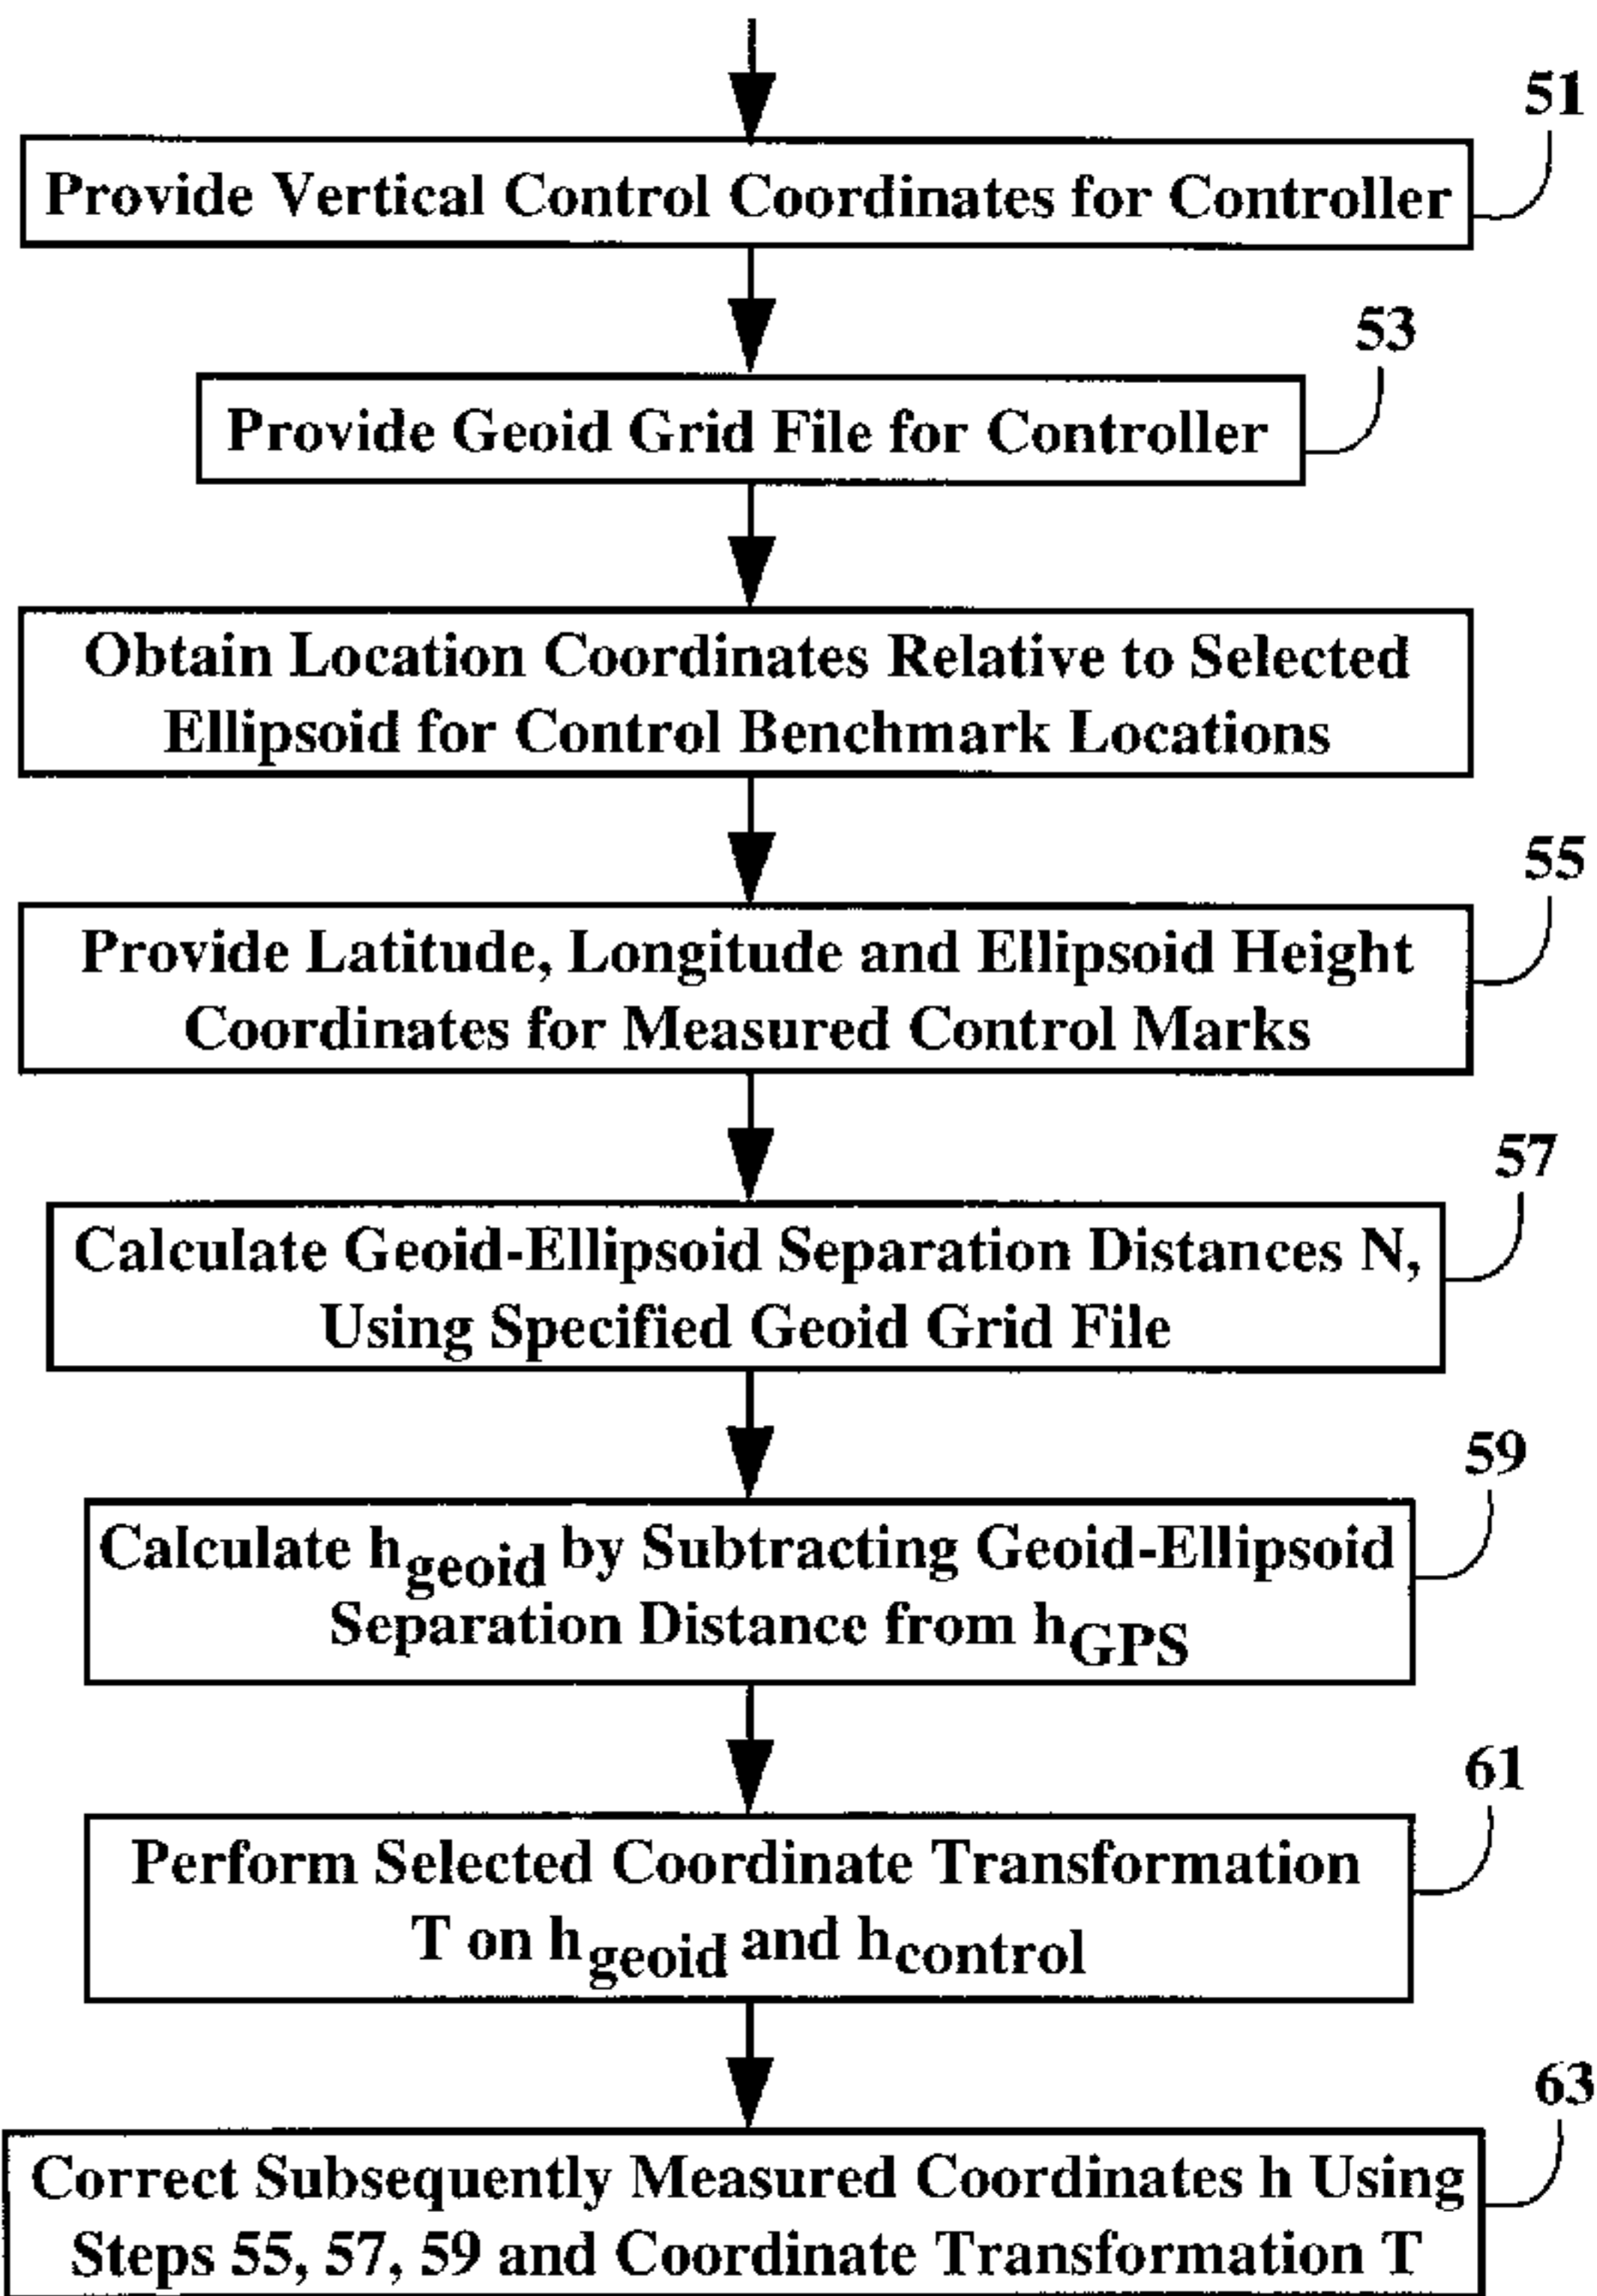 51
Provide Vertical Control Coordinates for Controller
53
Provide Geoid Grid File for Controller
Obtain Location Coordinates Relative to Selected
Ellipsoid for Control Benchmark Locations
55
Provide Latitude, Longitude and Ellipsoid Height
Coordinates for Measured Control Marks
57
Calculate Geoid-Ellipsoid Separation Distances N,
Using Specified Geoid Grid File
59
Calculate hgeoid by Subtracting Geoid-Ellipsoid
Separation Distance from hGPS
61
Perform Selected Coordinate Transformation
T on hgeoid and hcontrol
63
Correct Subsequently Measured Coordinates h Using
Steps 55, 57, 59 and Coordinate Transformation T